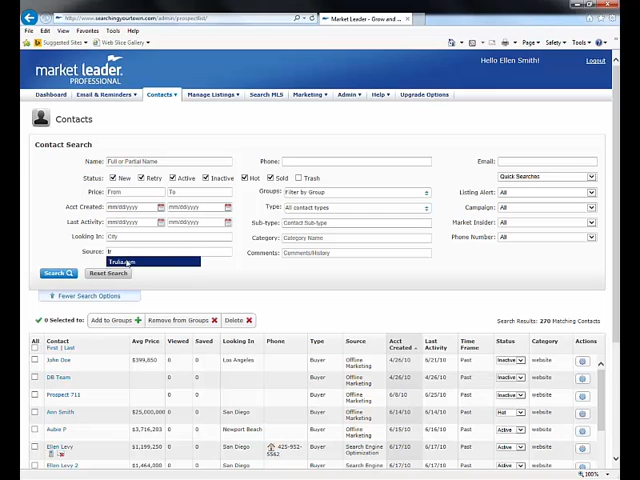 http://www.searchingyourtown.com/admin/prospectlist/
Market Leader - Grow and ...
File Edit View Favorites Tools Help
Suggested Sites Web Slice Gallery
Page Safety Tools
market leader.
PROFESSIONAL
Hello Ellen Smith!
Logout
Dashboard Email & Reminders Contacts Manage Listings Search MLS Marketing Admin Help Upgrade Options
Contacts
Contact Search
Name: Full or Partial Name Phone: Email:
Status: New Retry Active Inactive Hot Sold Trash Quick Searches
Price: From To Groups: Filter by Group Listing Alert: All
Acct Created: mm/dd/yyyy mm/dd/yyyy Type: All contact types Campaign: All
Last Activity: mm/dd/yyyy mm/dd/yyyy Sub-type: Contact Sub-type Market Insider: All
Looking In: City Category: Category Name Phone Number: All
Source: tr Comments: Comments/History
Trulia.com
Search Reset Search
Fewer Search Options
0 Selected to: Add to Groups Remove from Groups Delete Search Results: 270 Matching Contacts
All Contact First | Last Avg Price Viewed Saved Looking In Phone Type Source Acct Created Last Activity Time Frame Status Category Actions
John Doe $399,850 0 0 Los Angeles Buyer Offline Marketing 4/26/10 6/21/10 Past Inactive website
DB Team 0 0 Buyer Offline Marketing 4/26/10 4/26/10 Past Inactive website
Prospect 711 0 0 Buyer Offline Marketing 6/8/10 6/25/10 Past Inactive website
Ann Smith $25,000,000 0 0 San Diego Buyer Offline Marketing 6/14/10 6/14/10 Past Hot website
Aubie P $3,716,203 0 0 Newport Beach Buyer Offline Marketing 6/17/10 6/15/10 Past Active website
Ellen Levy $1,199,250 0 0 San Diego 425-952-5562 Buyer Search Engine Optimization 6/17/10 6/17/10 Past Active website
Ellen Levy 2 $1,464,000 0 0 San Diego Buyer Search Engine 6/17/10 6/17/10 Past Active website
100%